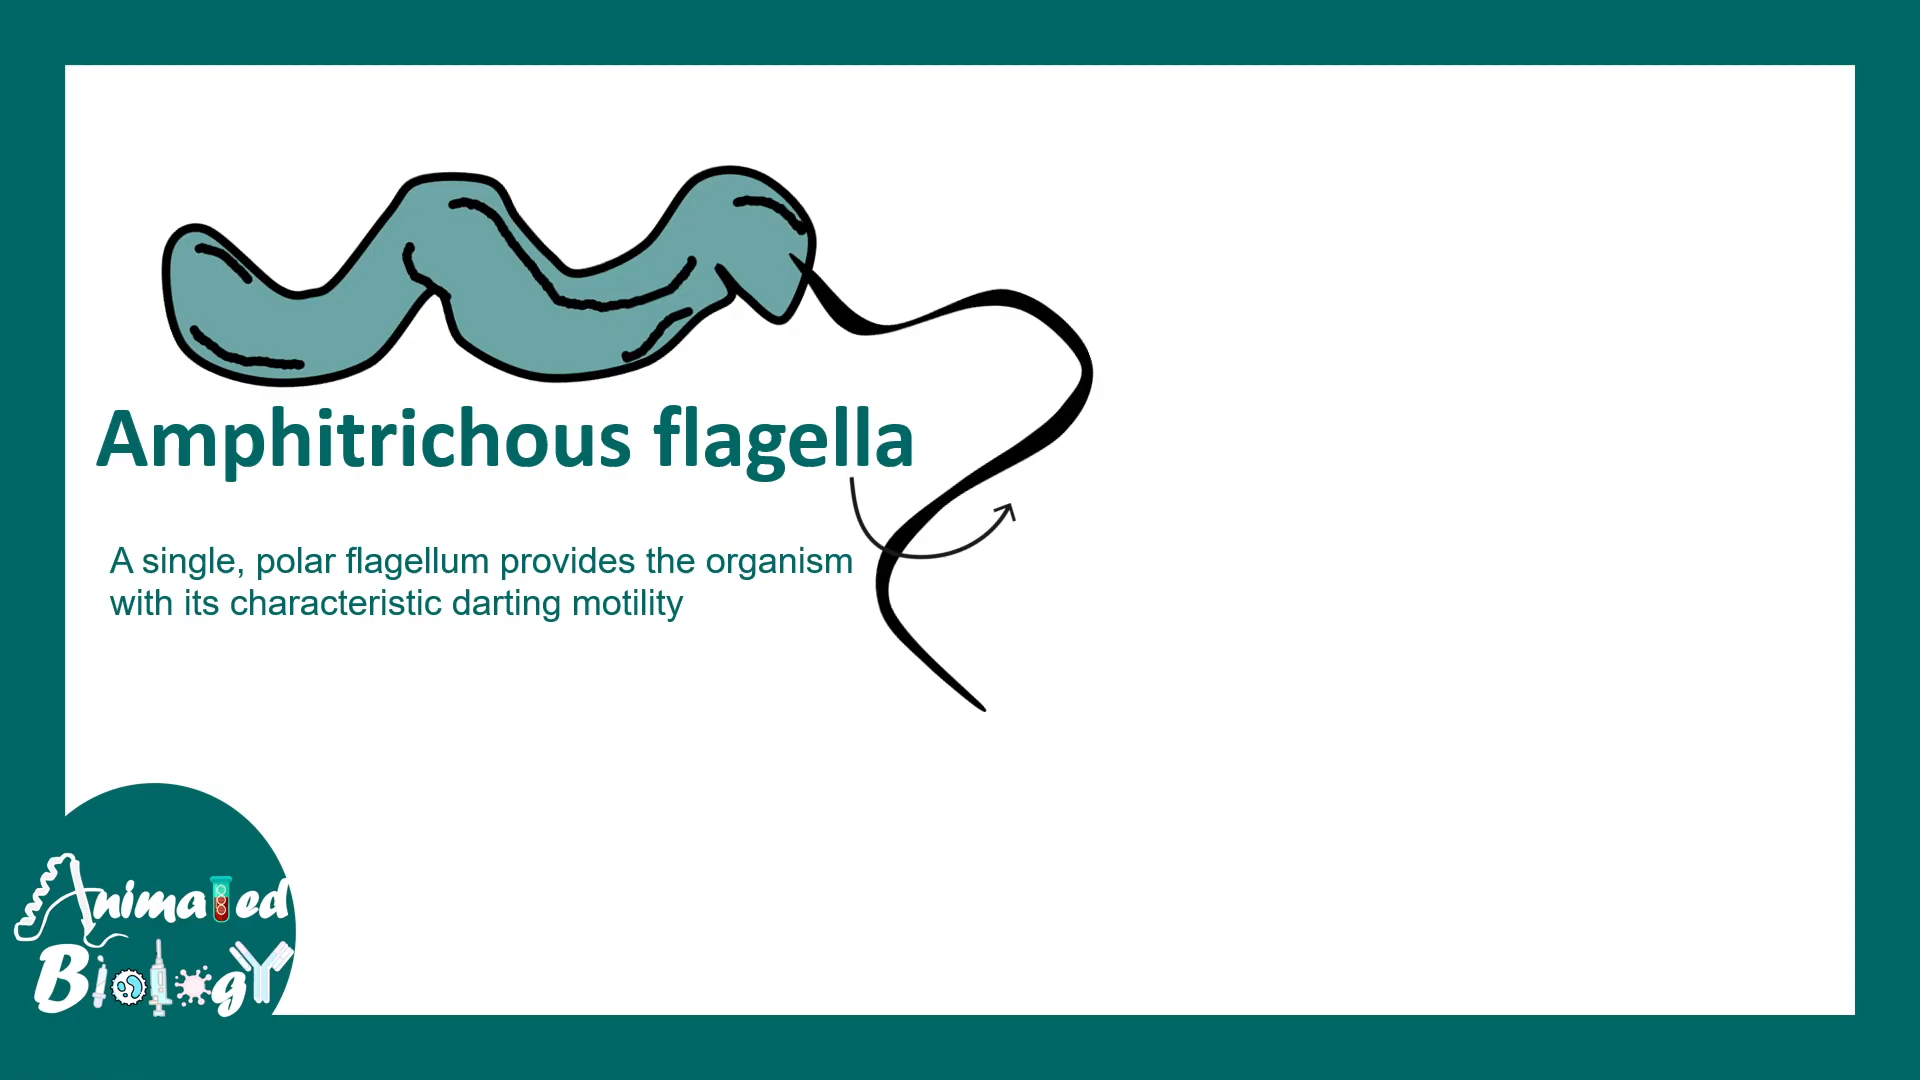 Amphitrichous flagella
A single, polar flagellum provides the organism
with its characteristic darting motility
Animated
Biology